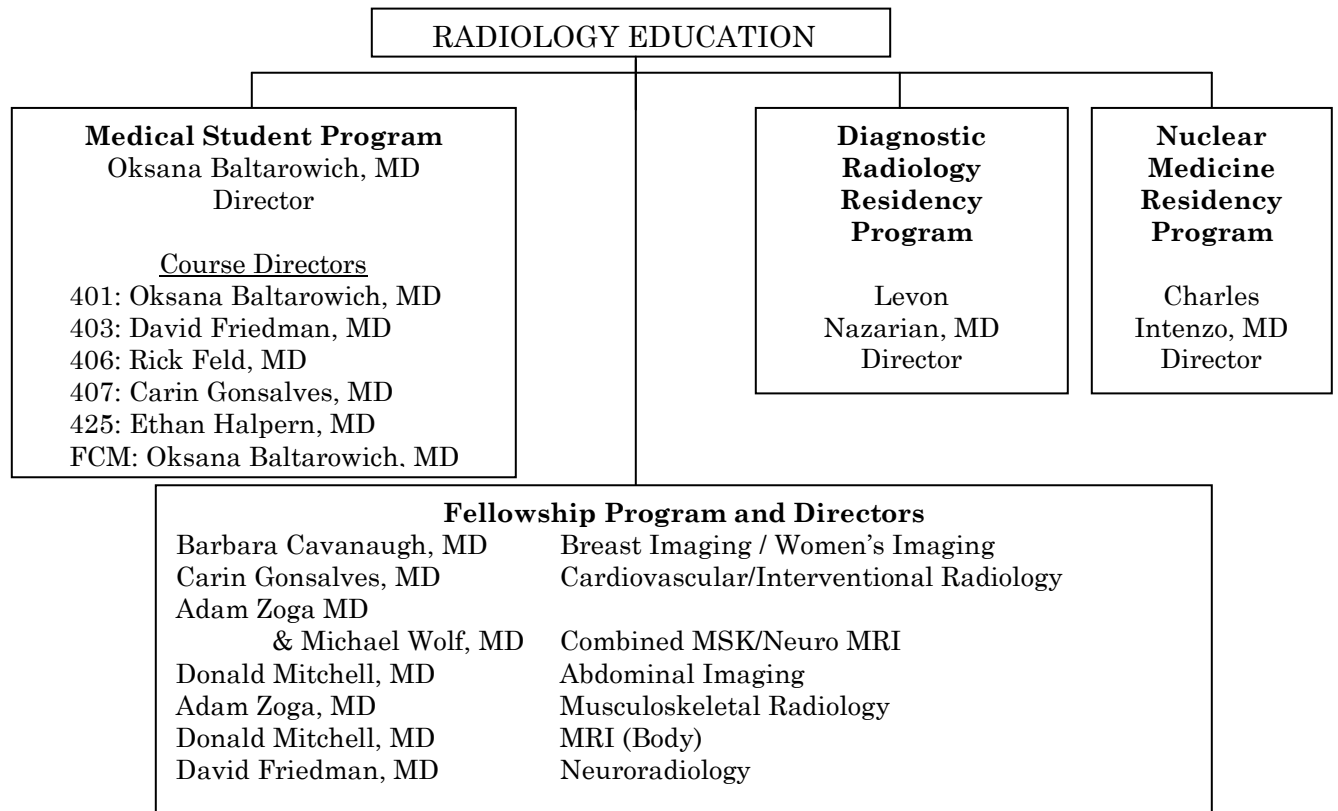 RADIOLOGY EDUCATION
Medical Student Program
Oksana Baltarowich, MD
Director
Course Directors
401: Oksana Baltarowich, MD
403: David Friedman, MD
406: Rick Feld, MD
407: Carin Gonsalves, MD
425: Ethan Halpern, MD
FCM: Oksana Baltarowich, MD
Diagnostic
Radiology
Residency
Program
Levon
Nazarian, MD
Director
Nuclear
Medicine
Residency
Program
Charles
Intenzo, MD
Director
Fellowship Program and Directors
Barbara Cavanaugh, MD Breast Imaging / Women’s Imaging
Carin Gonsalves, MD Cardiovascular/Interventional Radiology
Adam Zoga MD
& Michael Wolf, MD Combined MSK/Neuro MRI
Donald Mitchell, MD Abdominal Imaging
Adam Zoga, MD Musculoskeletal Radiology
Donald Mitchell, MD MRI (Body)
David Friedman, MD Neuroradiology